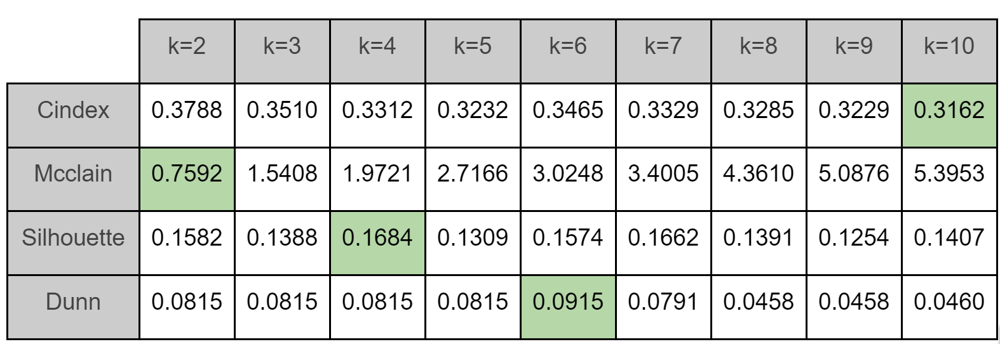 k=2 k=3 k=4 k=5 k=6 k=7 k=8 k=9 k=10
Cindex 0.3788 0.3510 0.3312 0.3232 0.3465 0.3329 0.3285 0.3229 0.3162
Mcclain 0.7592 1.5408 1.9721 2.7166 3.0248 3.4005 4.3610 5.0876 5.3953
Silhouette 0.1582 0.1388 0.1684 0.1309 0.1574 0.1662 0.1391 0.1254 0.1407
Dunn 0.0815 0.0815 0.0815 0.0815 0.0915 0.0791 0.0458 0.0458 0.0460